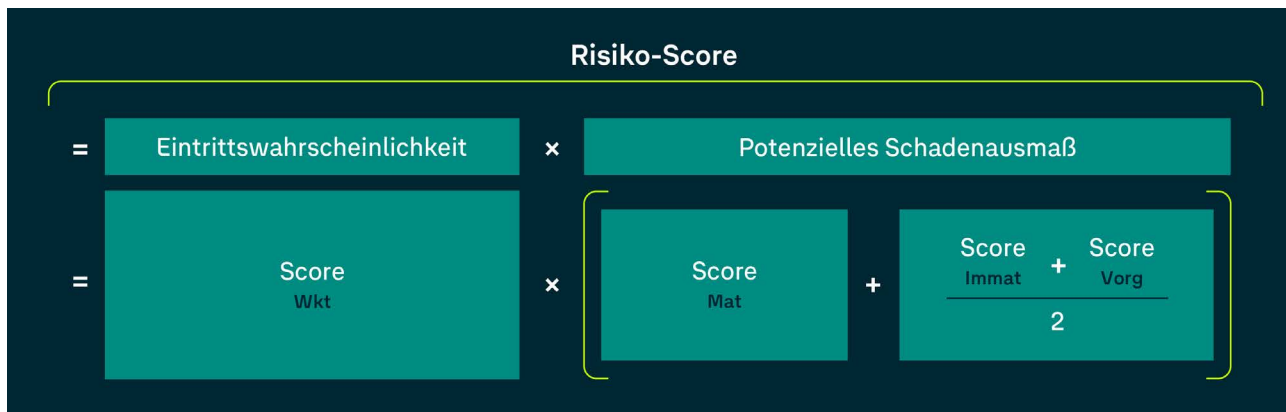 Risiko-Score
= Eintrittswahrscheinlichkeit × Potenzielles Schadenausmaß
Score Score
= Score × Score + Immat + Vorg
Wkt Mat 2